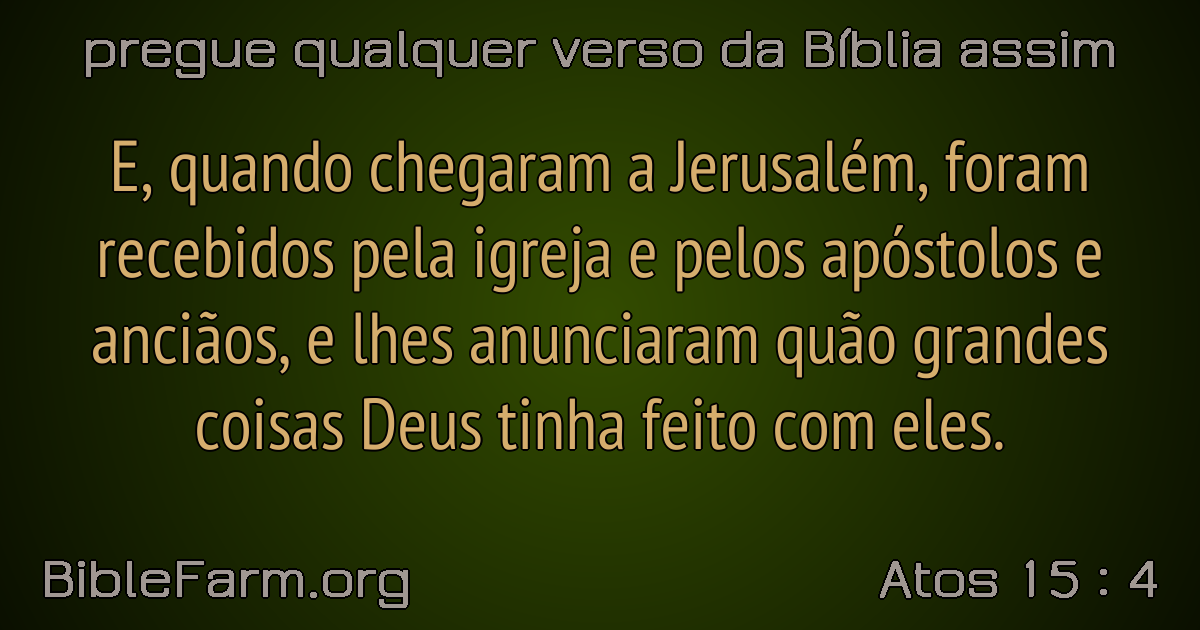 pregue qualquer verso da Bíblia assim
E, quando chegaram a Jerusalém, foram
recebidos pela igreja e pelos apóstolos e
anciãos, e lhes anunciaram quão grandes
coisas Deus tinha feito com eles.
BibleFarm.org
Atos 15 : 4